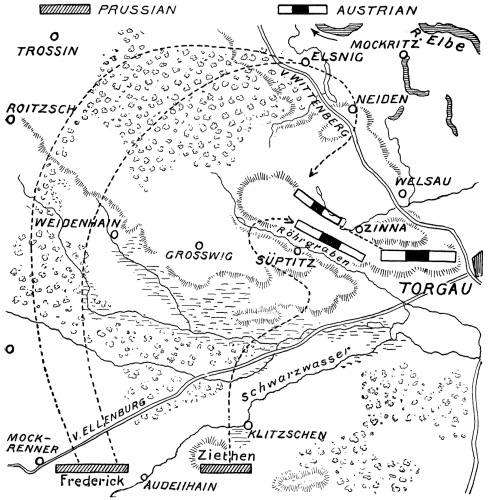 PRUSSIAN
AUSTRIAN
TROSSIN
ELSNIG
MOCKRITZ
R. Elbe
ROITZSCH
V. WITTENBERG
NEIDEN
WELSAU
WEIDENHAIN
GROSSWIG
ZINNA
Röhrgraben
SÜPTITZ
TORGAU
Schwarzwasser
V. ELLENBURG
KLITZSCHEN
MOCK-
RENNER
Ziethen
Frederick
AUDENHAIN